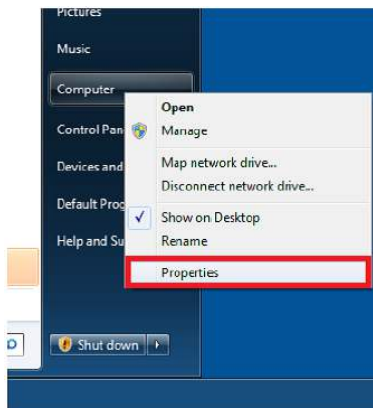 Pictures
Music
Computer
Open
Control Pan
Manage
Devices and
Map network drive...
Disconnect network drive...
Default Prog
Show on Desktop
Help and Su
Rename
Properties
Shut down